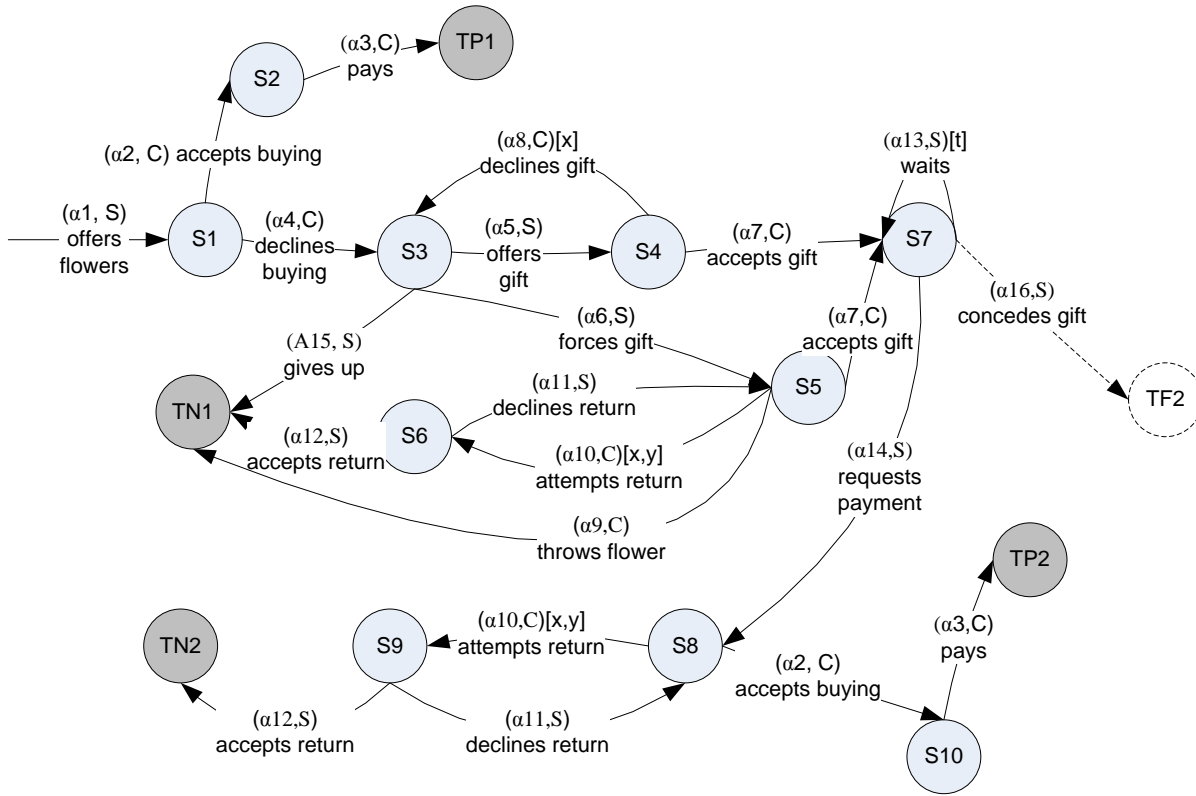 (α3,C)
pays
TP1
S2
(α2, C) accepts buying
(α8,C)[x]
declines gift
(α13,S)[t]
waits
(α1, S)
offers
flowers
S1
(α4,C)
declines
buying
S3
(α5,S)
offers
gift
S4
(α7,C)
accepts gift
S7
(α16,S)
concedes gift
(α6,S)
forces gift
(α7,C)
accepts gift
(A15, S)
gives up
TN1
(α11,S)
declines return
S5
TF2
(α12,S)
accepts return
S6
(α10,C)[x,y]
attempts return
(α14,S)
requests
payment
(α9,C)
throws flower
TP2
TN2
S9
(α10,C)[x,y]
attempts return
S8
(α3,C)
pays
(α2, C)
accepts buying
(α12,S)
accepts return
(α11,S)
declines return
S10